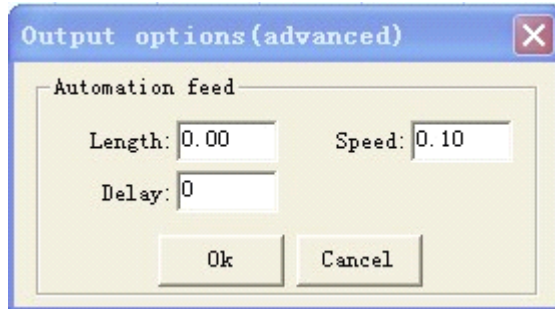 Output options(advanced)
Automation feed
Length: 0.00 Speed: 0.10
Delay: 0
Ok Cancel